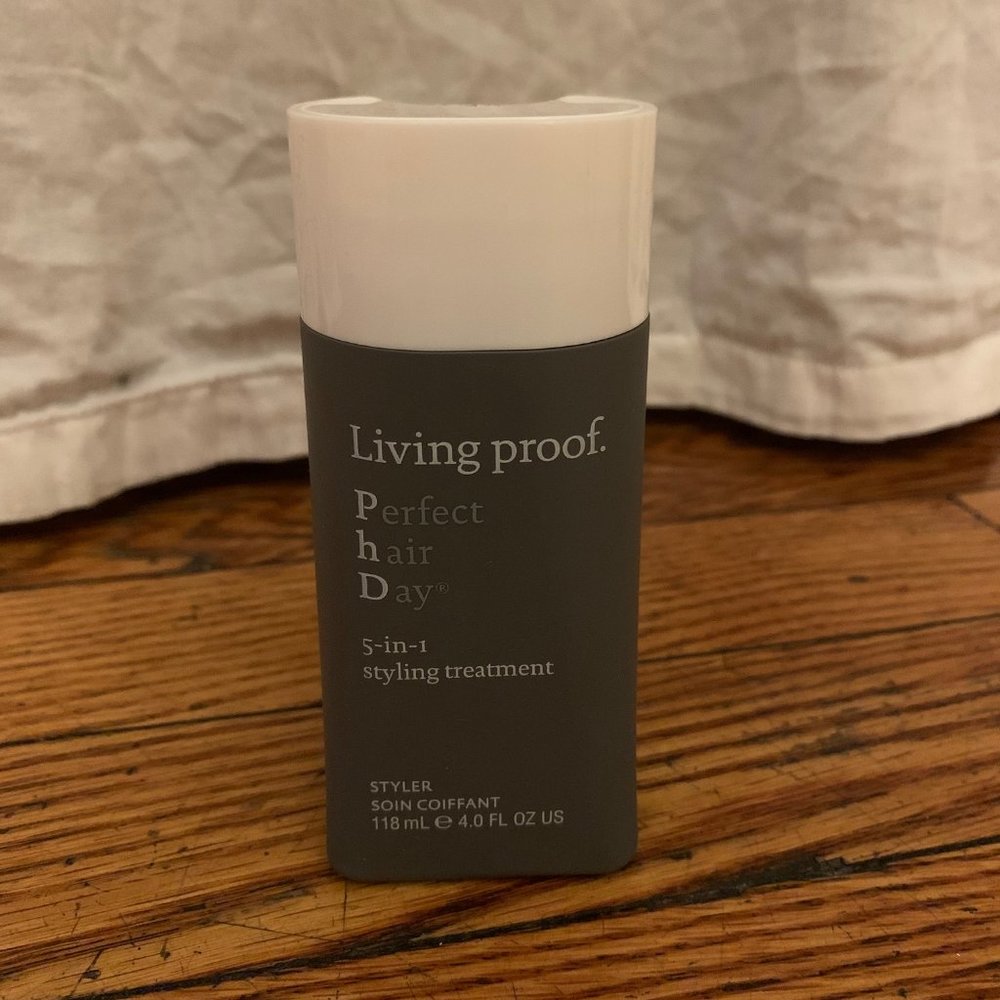 Living proof.
Perfect
hair
Day®
5-in-1
styling treatment
STYLER
SOIN COIFFANT
118 mL ℮ 4.0 FL OZ US